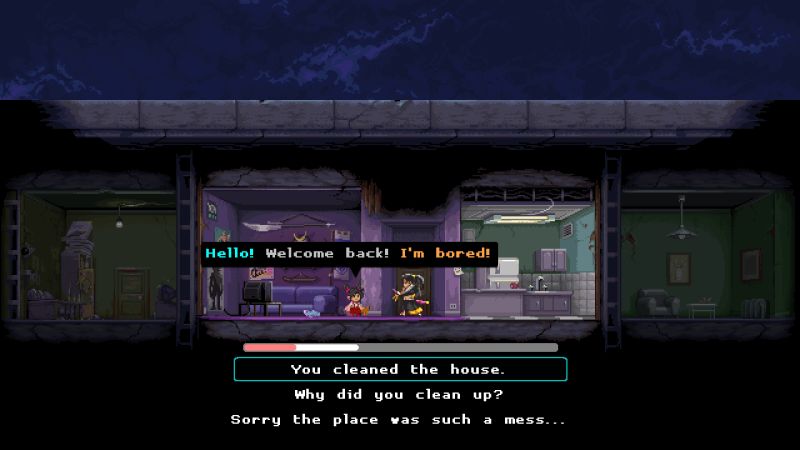 Hello! Welcome back! I'm bored!
You cleaned the house.
Why did you clean up?
Sorry the place was such a mess...